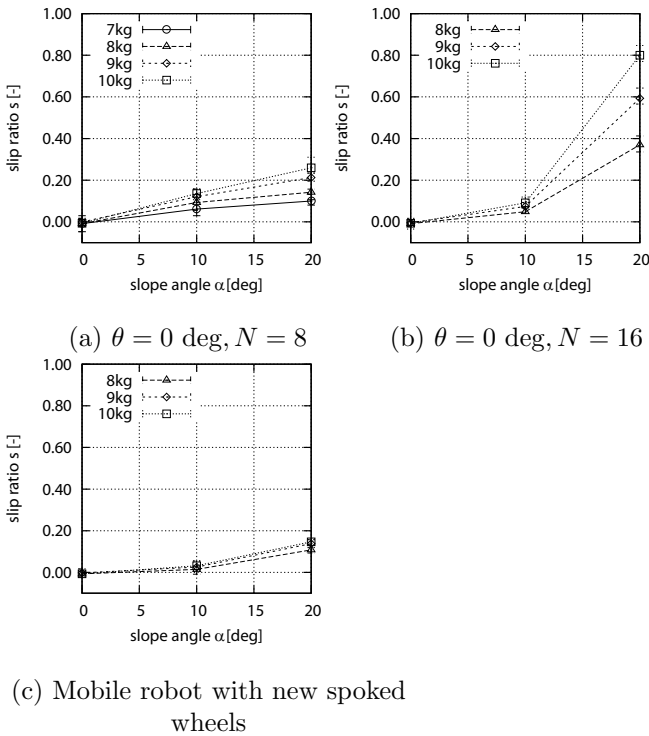 1.00
0.80
0.60
0.40
0.20
0.00
slip ratio s [-]
7kg
8kg
9kg
10kg
0 5 10 15 20
slope angle α[deg]
(a) θ = 0 deg, N = 8
1.00
0.80
0.60
0.40
0.20
0.00
slip ratio s [-]
8kg
9kg
10kg
0 5 10 15 20
slope angle α[deg]
(b) θ = 0 deg, N = 16
1.00
0.80
0.60
0.40
0.20
0.00
slip ratio s [-]
8kg
9kg
10kg
0 5 10 15 20
slope angle α[deg]
(c) Mobile robot with new spoked
wheels